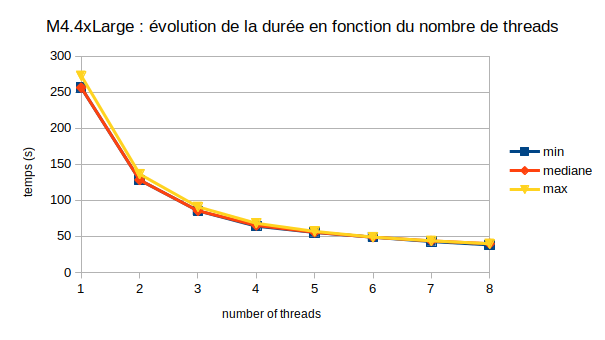 M4.4xLarge : évolution de la durée en fonction du nombre de threads
300
250
200
150
100
50
0
temps (s)
1 2 3 4 5 6 7 8
number of threads
min
mediane
max